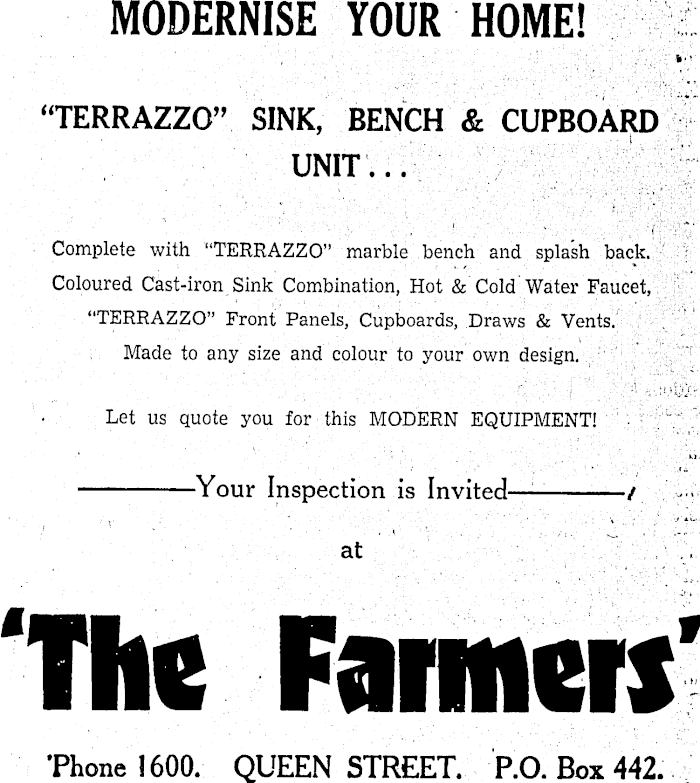 MODERNISE YOUR HOME!
“TERRAZZO” SINK, BENCH & CUPBOARD
UNIT...
Complete with “TERRAZZO” marble bench and splash back.
Coloured Cast-iron Sink Combination, Hot & Cold Water Faucet,
“TERRAZZO” Front Panels, Cupboards, Draws & Vents.
Made to any size and colour to your own design.
Let us quote you for this MODERN EQUIPMENT!
Your Inspection is Invited
at
‘The Farmers’
’Phone 1600. QUEEN STREET. P.O. Box 442.